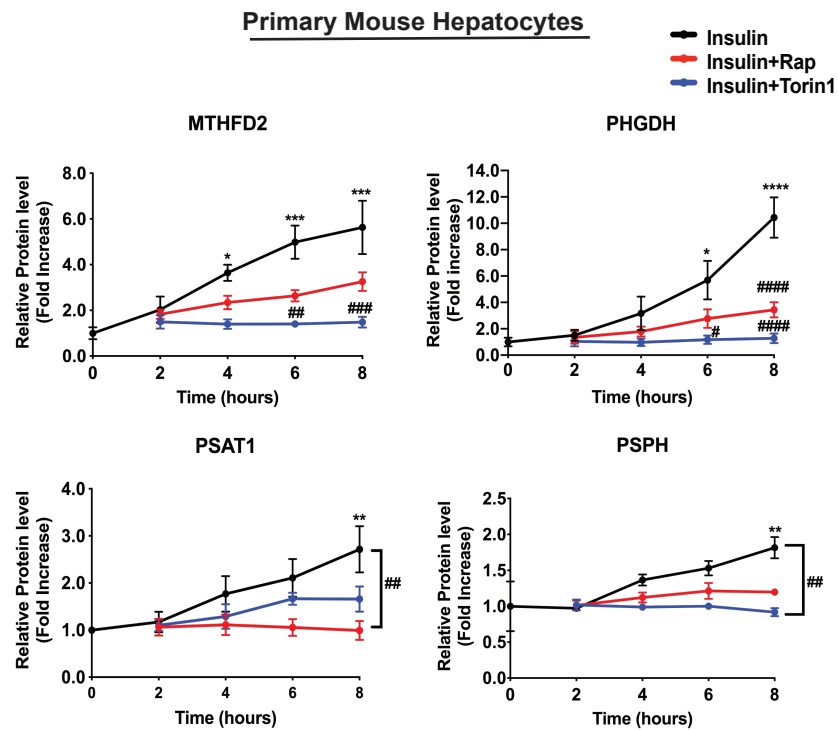 Primary Mouse Hepatocytes
Insulin
Insulin+Rap
Insulin+Torin1
MTHFD2
Relative Protein level
(Fold Increase)
8.0
6.0
4.0
2.0
0.0
*
***
***
##
###
0 2 4 6 8
Time (hours)
PHGDH
Relative Protein level
(Fold increase)
14.0
12.0
10.0
8.0
6.0
4.0
2.0
0.0
*
****
#
####
####
0 2 4 6 8
Time (hours)
PSAT1
Relative Protein level
(Fold Increase)
4.0
3.0
2.0
1.0
0.0
**
##
0 2 4 6 8
Time (hours)
PSPH
Relative Protein level
(Fold Increase)
2.5
2.0
1.5
1.0
0.5
0.0
**
##
0 2 4 6 8
Time (hours)